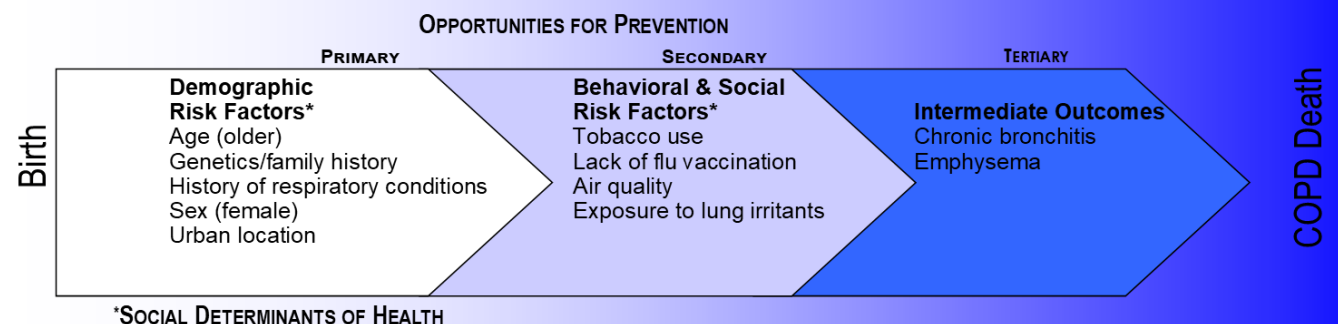 OPPORTUNITIES FOR PREVENTION
PRIMARY
SECONDARY
TERTIARY
Birth
Demographic
Risk Factors*
Age (older)
Genetics/family history
History of respiratory conditions
Sex (female)
Urban location
Behavioral & Social
Risk Factors*
Tobacco use
Lack of flu vaccination
Air quality
Exposure to lung irritants
Intermediate Outcomes
Chronic bronchitis
Emphysema
COPD Death
*SOCIAL DETERMINANTS OF HEALTH